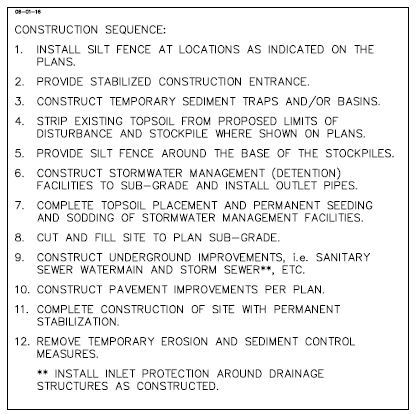 08-01-16
CONSTRUCTION SEQUENCE:
1. INSTALL SILT FENCE AT LOCATIONS AS INDICATED ON THE
PLANS.
2. PROVIDE STABILIZED CONSTRUCTION ENTRANCE.
3. CONSTRUCT TEMPORARY SEDIMENT TRAPS AND/OR BASINS.
4. STRIP EXISTING TOPSOIL FROM PROPOSED LIMITS OF
DISTURBANCE AND STOCKPILE WHERE SHOWN ON PLANS.
5. PROVIDE SILT FENCE AROUND THE BASE OF THE STOCKPILES.
6. CONSTRUCT STORMWATER MANAGEMENT (DETENTION)
FACILITIES TO SUB-GRADE AND INSTALL OUTLET PIPES.
7. COMPLETE TOPSOIL PLACEMENT AND PERMANENT SEEDING
AND SODDING OF STORMWATER MANAGEMENT FACILITIES.
8. CUT AND FILL SITE TO PLAN SUB-GRADE.
9. CONSTRUCT UNDERGROUND IMPROVEMENTS, i.e. SANITARY
SEWER WATERMAIN AND STORM SEWER**, ETC.
10. CONSTRUCT PAVEMENT IMPROVEMENTS PER PLAN.
11. COMPLETE CONSTRUCTION OF SITE WITH PERMANENT
STABILIZATION.
12. REMOVE TEMPORARY EROSION AND SEDIMENT CONTROL
MEASURES.
** INSTALL INLET PROTECTION AROUND DRAINAGE
STRUCTURES AS CONSTRUCTED.